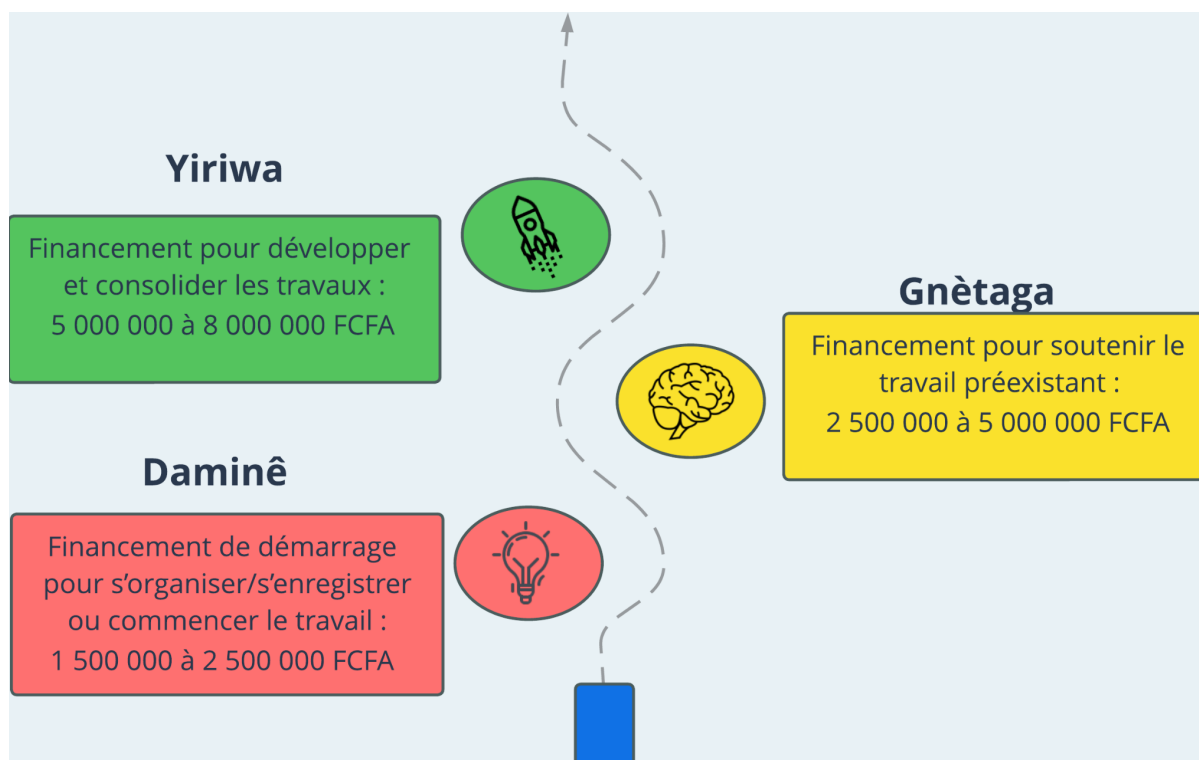 Yiriwa
Financement pour développer
et consolider les travaux :
5 000 000 à 8 000 000 FCFA
Gnètaga
Financement pour soutenir le
travail préexistant :
2 500 000 à 5 000 000 FCFA
Daminê
Financement de démarrage
pour s’organiser/s’enregistrer
ou commencer le travail :
1 500 000 à 2 500 000 FCFA